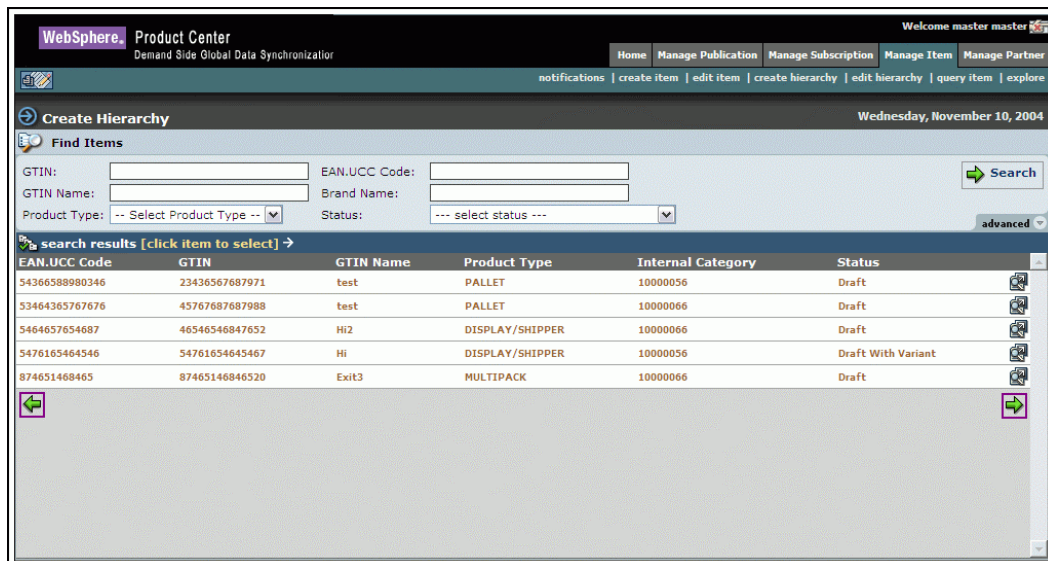 Welcome master master
WebSphere® Product Center
Demand Side Global Data Synchronization
Home Manage Publication Manage Subscription Manage Item Manage Partner
notifications | create item | edit item | create hierarchy | edit hierarchy | query item | explore
Create Hierarchy Wednesday, November 10, 2004
Find Items
GTIN: EAN.UCC Code: Search
GTIN Name: Brand Name:
Product Type: -- Select Product Type -- Status: --- select status ---
advanced
search results [click item to select] →
EAN.UCC Code GTIN GTIN Name Product Type Internal Category Status
54366588980346 23436567687971 test PALLET 10000056 Draft
53464365767676 45767687687988 test PALLET 10000066 Draft
5464657654687 46546546847652 Hi2 DISPLAY/SHIPPER 10000066 Draft
5476165464546 54761654645467 Hi DISPLAY/SHIPPER 10000056 Draft With Variant
874651468465 87465146846520 Exit3 MULTIPACK 10000066 Draft